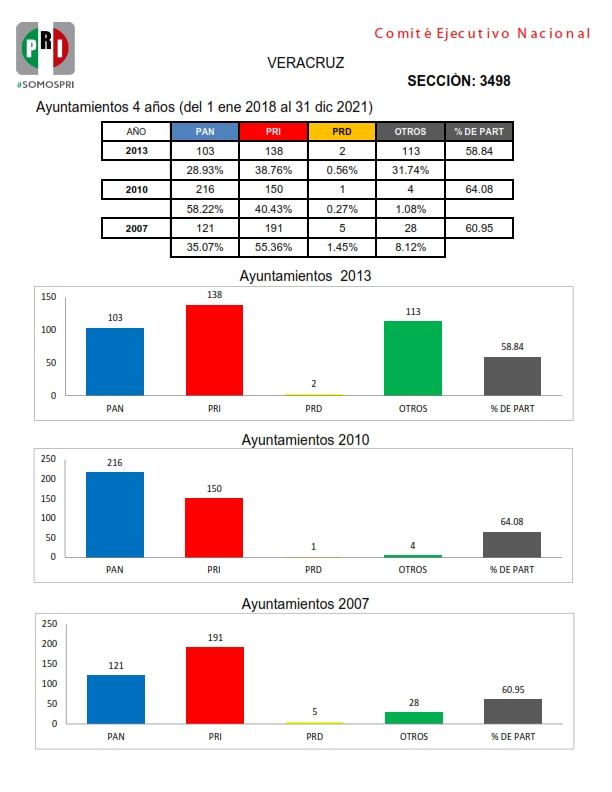 Comité Ejecutivo Nacional
PRI
#SOMOSPRI
VERACRUZ
SECCIÓN: 3498
Ayuntamientos 4 años (del 1 ene 2018 al 31 dic 2021)
AÑO PAN PRI PRD OTROS % DE PART
2013 103 138 2 113 58.84
28.93% 38.76% 0.56% 31.74%
2010 216 150 1 4 64.08
58.22% 40.43% 0.27% 1.08%
2007 121 191 5 28 60.95
35.07% 55.36% 1.45% 8.12%
Ayuntamientos 2013
150
100
50
0
103 138 2 113 58.84
PAN PRI PRD OTROS % DE PART
Ayuntamientos 2010
250
200
150
100
50
0
216 150 1 4 64.08
PAN PRI PRD OTROS % DE PART
Ayuntamientos 2007
250
200
150
100
50
0
121 191 5 28 60.95
PAN PRI PRD OTROS % DE PART